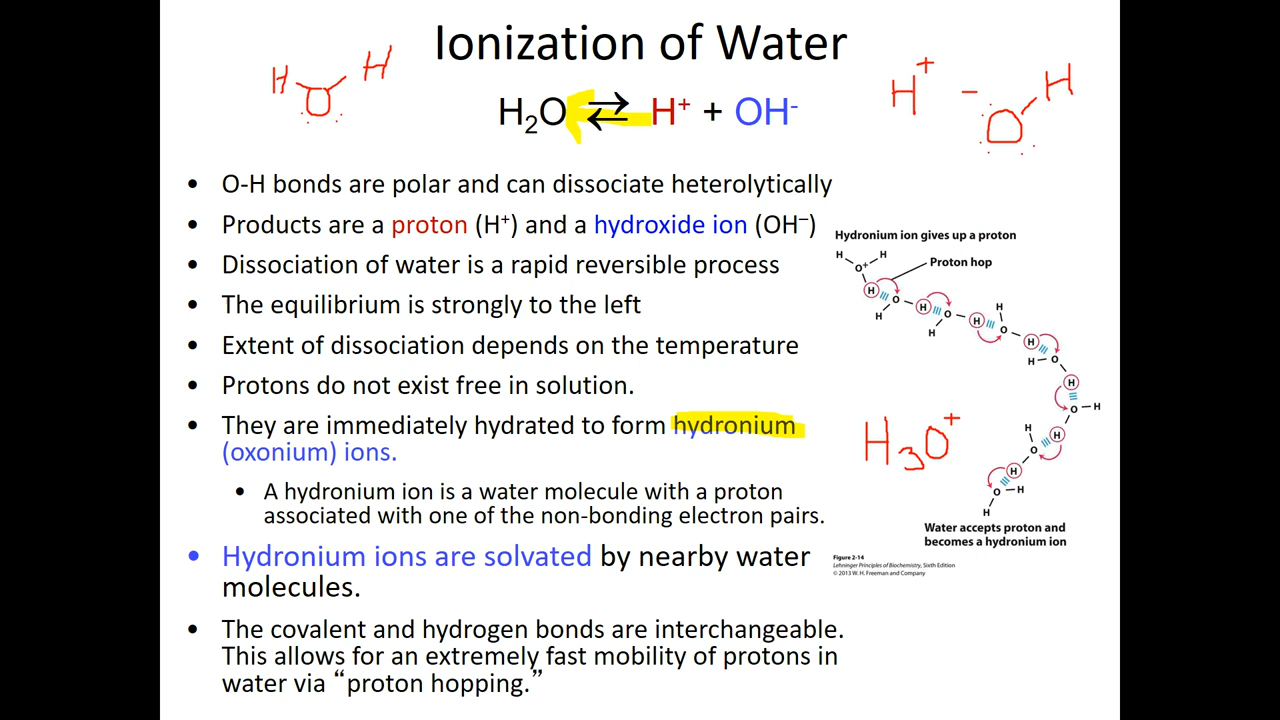 Ionization of Water
H H
O
H₂O ⇄ H⁺ + OH⁻
H⁺ - O H
• O-H bonds are polar and can dissociate heterolytically
• Products are a proton (H⁺) and a hydroxide ion (OH⁻)
• Dissociation of water is a rapid reversible process
• The equilibrium is strongly to the left
• Extent of dissociation depends on the temperature
• Protons do not exist free in solution.
• They are immediately hydrated to form hydronium
(oxonium) ions.
• A hydronium ion is a water molecule with a proton
associated with one of the non-bonding electron pairs.
• Hydronium ions are solvated by nearby water
molecules.
• The covalent and hydrogen bonds are interchangeable.
This allows for an extremely fast mobility of protons in
water via “proton hopping.”
Hydronium ion gives up a proton
H H
O⁺
Proton hop
H
O H
H O
H H
H
O H
H O
H
O H
H H
O
H
O H
H
H₃O⁺
Water accepts proton and
becomes a hydronium ion
Figure 2-14
Lehninger Principles of Biochemistry, Sixth Edition
© 2013 W. H. Freeman and Company